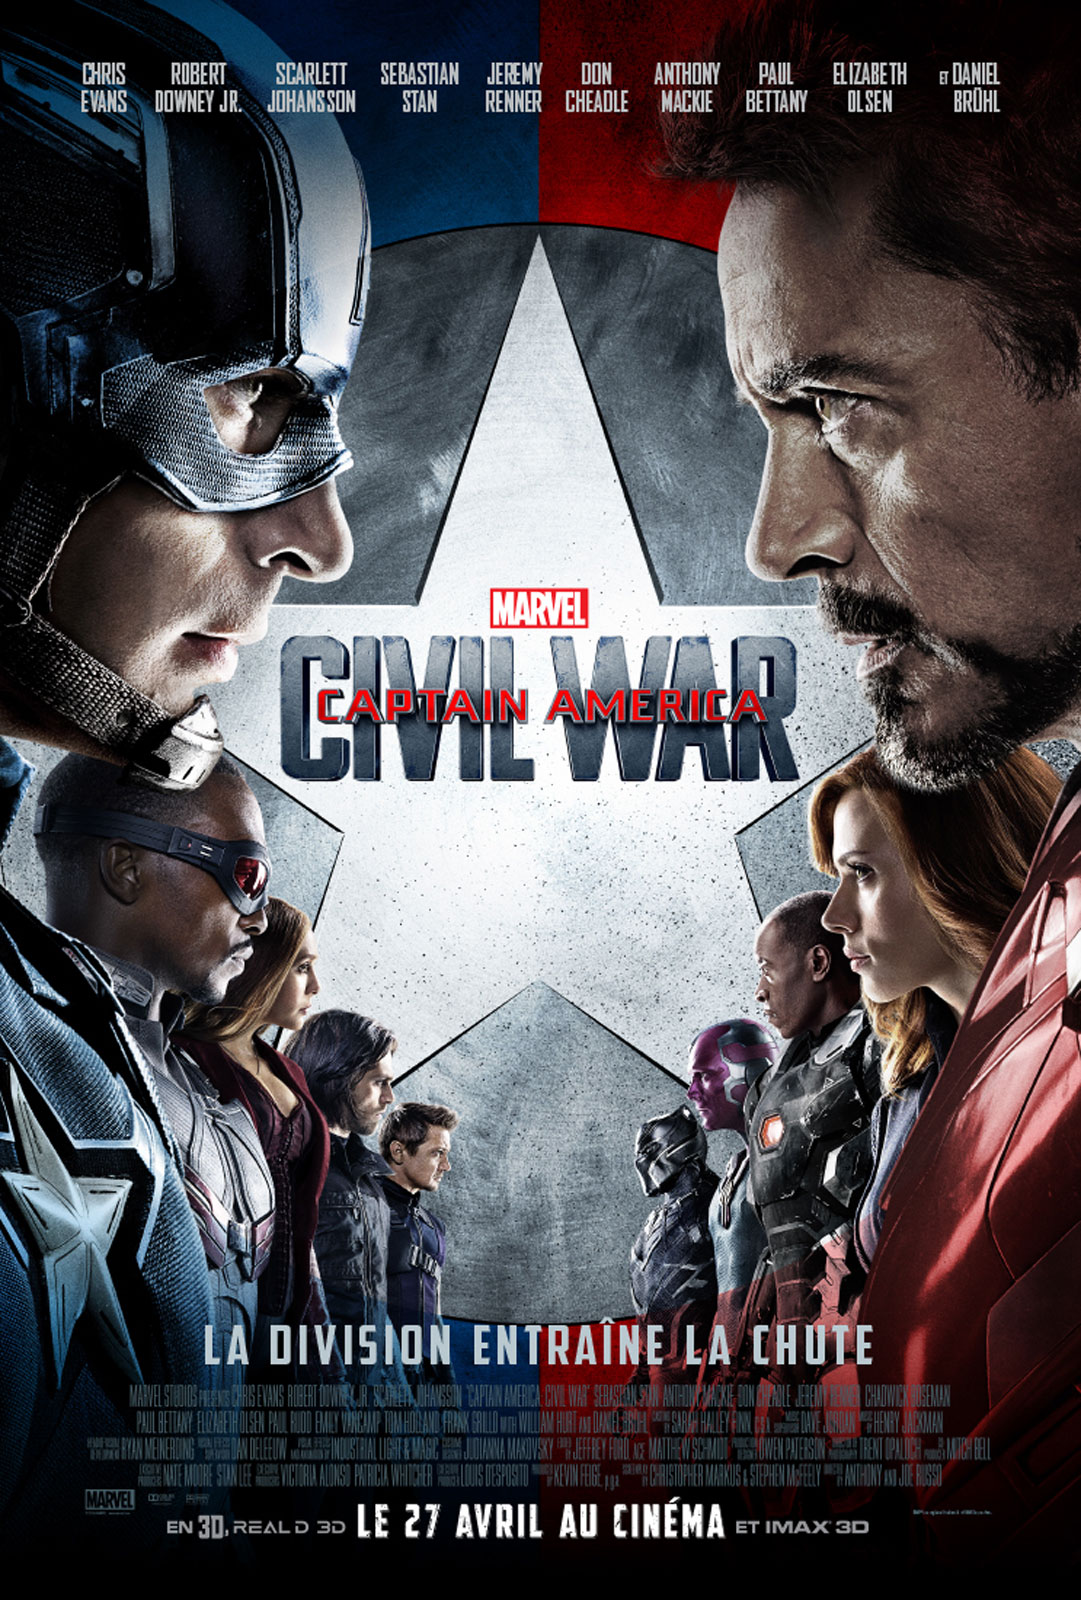 CHRIS EVANS ROBERT DOWNEY JR. SCARLETT JOHANSSON SEBASTIAN STAN JEREMY RENNER DON CHEADLE ANTHONY MACKIE PAUL BETTANY ELIZABETH OLSEN ET DANIEL BRÜHL
MARVEL
CIVIL WAR
CAPTAIN AMERICA
LA DIVISION ENTRAÎNE LA CHUTE
MARVEL STUDIOS PRESENTS CHRIS EVANS ROBERT DOWNEY JR. SCARLETT JOHANSSON "CAPTAIN AMERICA: CIVIL WAR" SEBASTIAN STAN ANTHONY MACKIE DON CHEADLE JEREMY RENNER CHADWICK BOSEMAN
PAUL BETTANY ELIZABETH OLSEN PAUL RUDD EMILY VANCAMP TOM HOLLAND FRANK GRILLO WITH WILLIAM HURT AND DANIEL BRÜHL SARAH HALLEY FINN, C.S.A. DAVE JORDAN HENRY JACKMAN
RYAN MEINERDING DAN DELEEUW INDUSTRIAL LIGHT & MAGIC JUDIANNA MAKOVSKY JEFFREY FORD, ACE MATTHEW SCHMIDT OWEN PATERSON TRENT OPALOCH MITCH BELL
NATE MOORE STAN LEE VICTORIA ALONSO PATRICIA WHITCHER LOUIS D'ESPOSITO KEVIN FEIGE, p.g.a. CHRISTOPHER MARKUS & STEPHEN McFEELY ANTHONY AND JOE RUSSO
MARVEL
EN 3D, REAL D 3D LE 27 AVRIL AU CINÉMA ET IMAX 3D